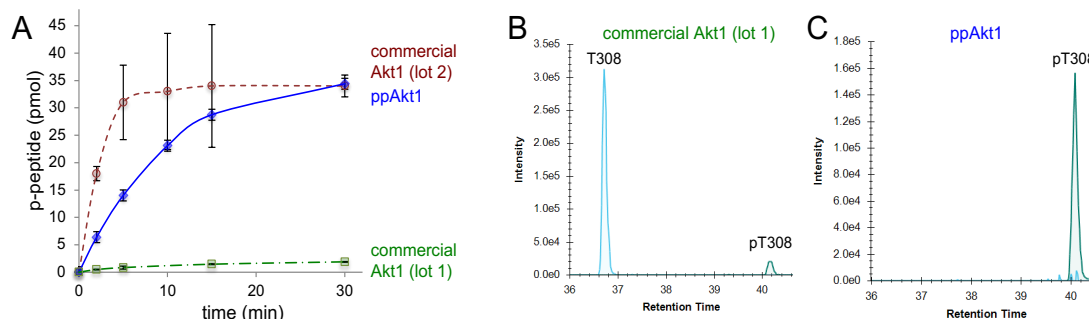 A
p-peptide (pmol)
45
40
35
30
25
20
15
10
5
0
0
10
20
30
time (min)
commercial
Akt1 (lot 2)
ppAkt1
commercial
Akt1 (lot 1)
B
commercial Akt1 (lot 1)
Intensity
3.5e5
3.0e5
2.5e5
2.0e5
1.5e5
1.0e5
5.0e4
0.0e0
T308
pT308
36
37
38
39
40
Retention Time
C
ppAkt1
Intensity
1.8e5
1.6e5
1.4e5
1.2e5
1.0e5
8.0e4
6.0e4
4.0e4
2.0e4
0.0e0
pT308
36
37
38
39
40
Retention Time